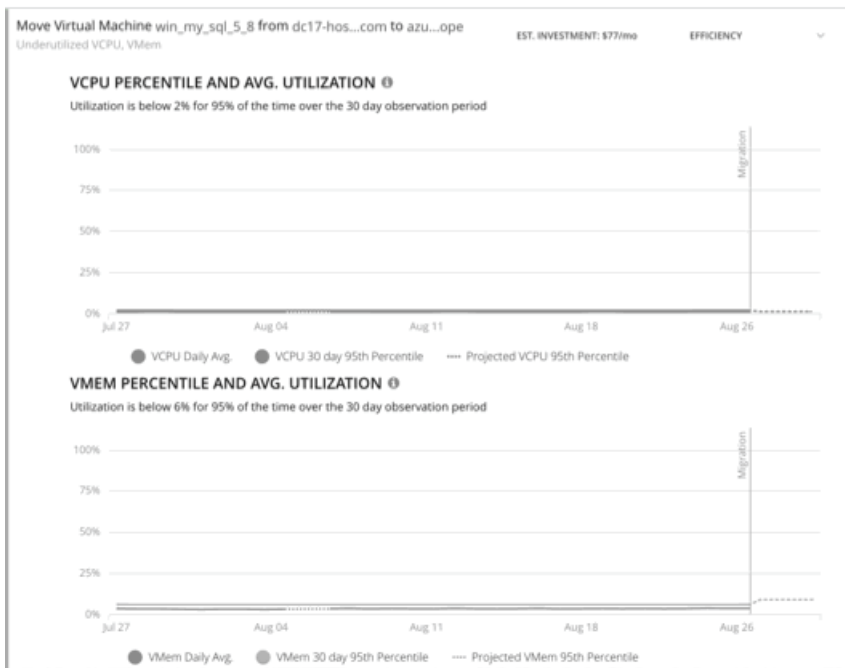 Move Virtual Machine win_my_sql_5_8 from dc17-hos...com to azu...ope
EST. INVESTMENT: $77/mo
EFFICIENCY
Underutilized VCPU, VMem
VCPU PERCENTILE AND AVG. UTILIZATION
Utilization is below 2% for 95% of the time over the 30 day observation period
Migration
100%
75%
50%
25%
0%
Jul 27
Aug 04
Aug 11
Aug 18
Aug 26
VCPU Daily Avg.
VCPU 30 day 95th Percentile
Projected VCPU 95th Percentile
VMEM PERCENTILE AND AVG. UTILIZATION
Utilization is below 6% for 95% of the time over the 30 day observation period
Migration
100%
75%
50%
25%
0%
Jul 27
Aug 04
Aug 11
Aug 18
Aug 26
VMem Daily Avg.
VMem 30 day 95th Percentile
Projected VMem 95th Percentile